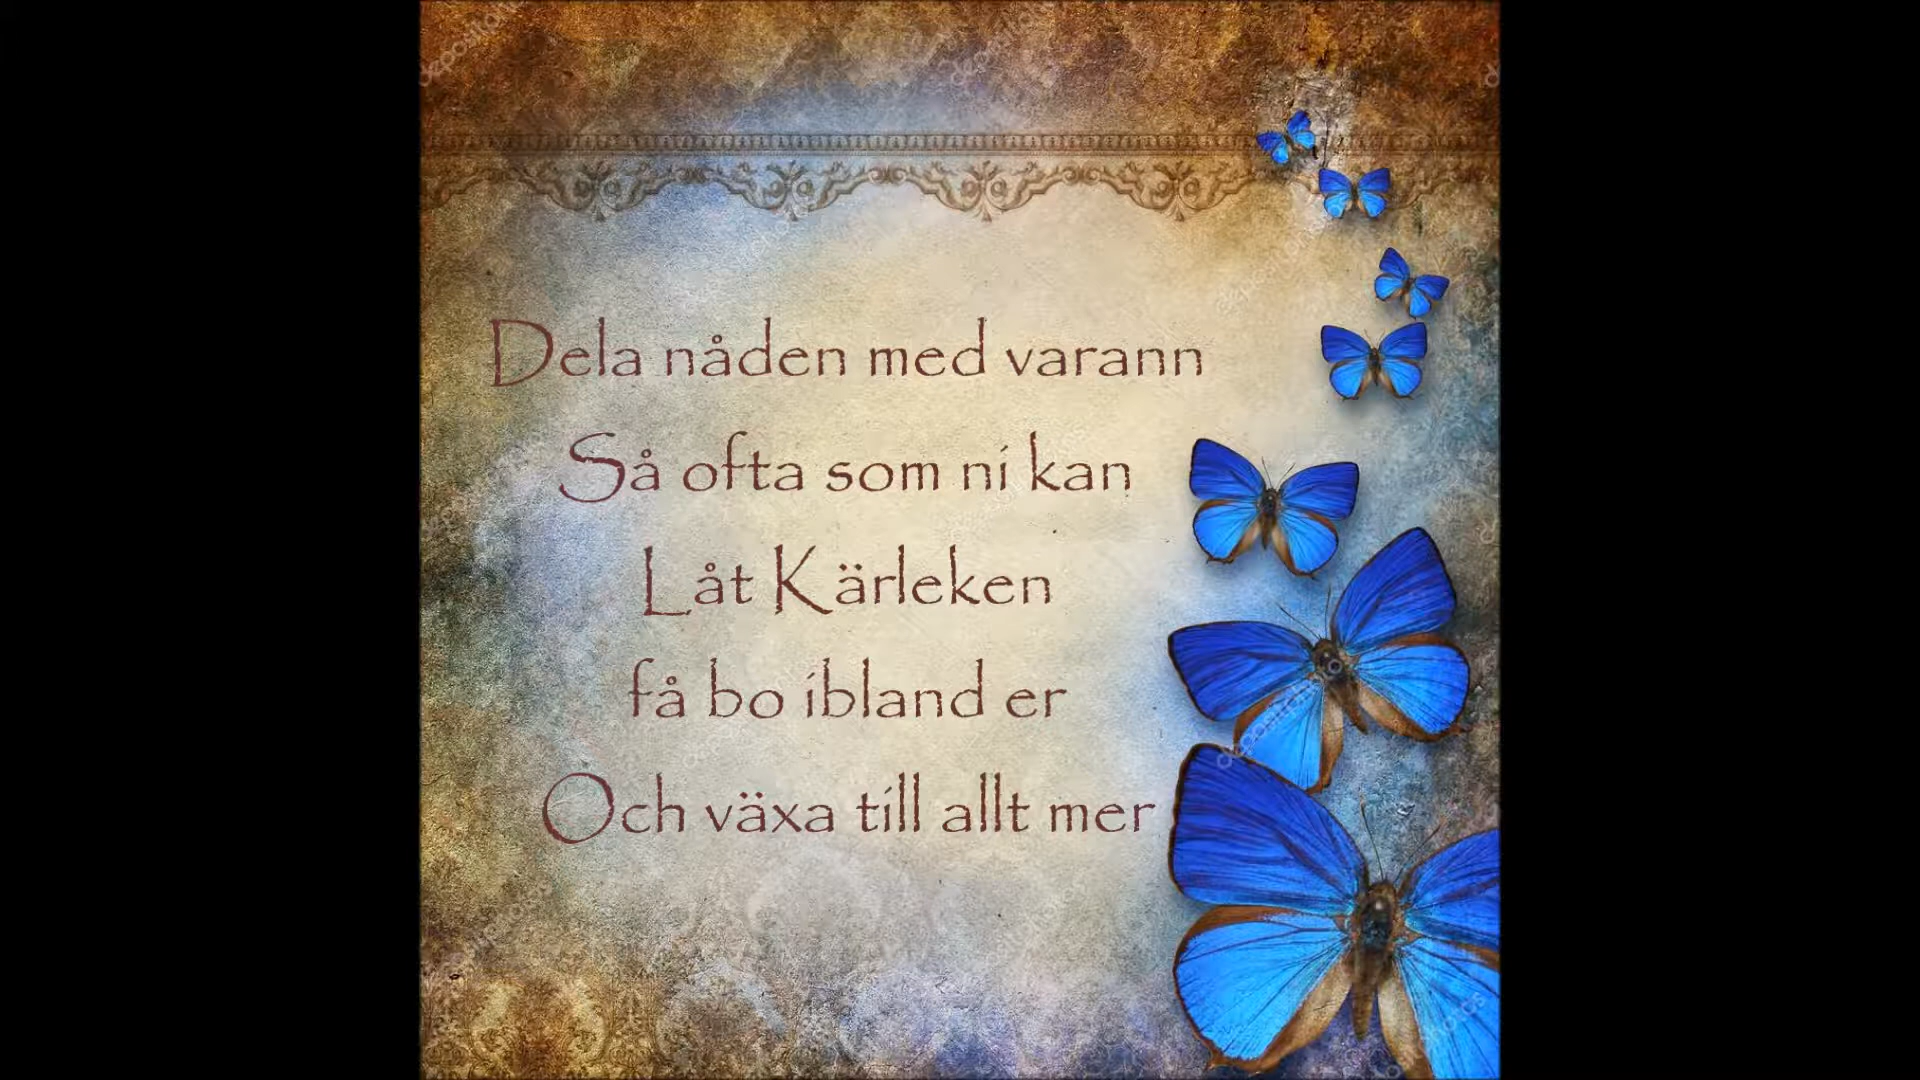 Dela nåden med varann
Så ofta som ni kan
Låt Kärleken
få bo ibland er
Och växa till allt mer
depositphotos